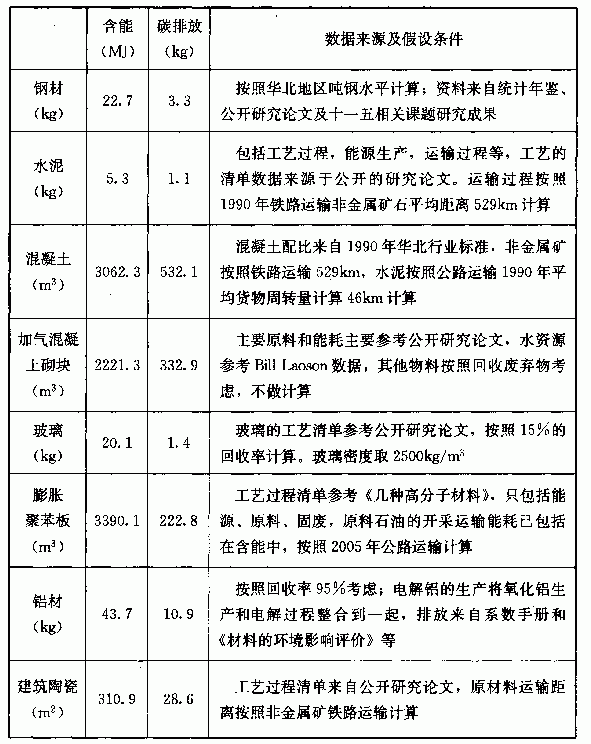 含能
(MJ)
碳排放
(kg)
数据来源及假设条件
钢材
(kg)
22.7
3.3
按照华北地区吨钢水平计算；资料来自统计年鉴、
公开研究论文及十一五相关课题研究成果
水泥
(kg)
5.3
1.1
包括工艺过程，能源生产，运输过程等，工艺的
清单数据来源于公开的研究论文。运输过程按照
1990年铁路运输非金属矿石平均距离529km计算
混凝土
(m³)
3062.3
532.1
混凝土配比来自1990年华北行业标准，非金属矿
按照铁路运输529km，水泥按照公路运输1990年平
均货物周转量计算46km计算
加气混凝
土砌块
(m³)
2221.3
332.9
主要原料和能耗主要参考公开研究论文，水资源
参考Bill Laoson数据，其他物料按照回收废弃物考
虑，不做计算
玻璃
(kg)
20.1
1.4
玻璃的工艺清单参考公开研究论文，按照15%的
回收率计算。玻璃密度取2500kg/m³
膨胀
聚苯板
(m³)
3390.1
222.8
工艺过程清单参考《几种高分子材料》，只包括能
源、原料、固废，原料石油的开采运输能耗已包括
在含能中，按照2005年公路运输计算
铝材
(kg)
43.7
10.9
按照回收率95%考虑；电解铝的生产将氧化铝生
产和电解过程整合到一起，排放来自系数手册和
《材料的环境影响评价》等
建筑陶瓷
(m²)
310.9
28.6
工艺过程清单来自公开研究论文，原材料运输距
离按照非金属矿铁路运输计算